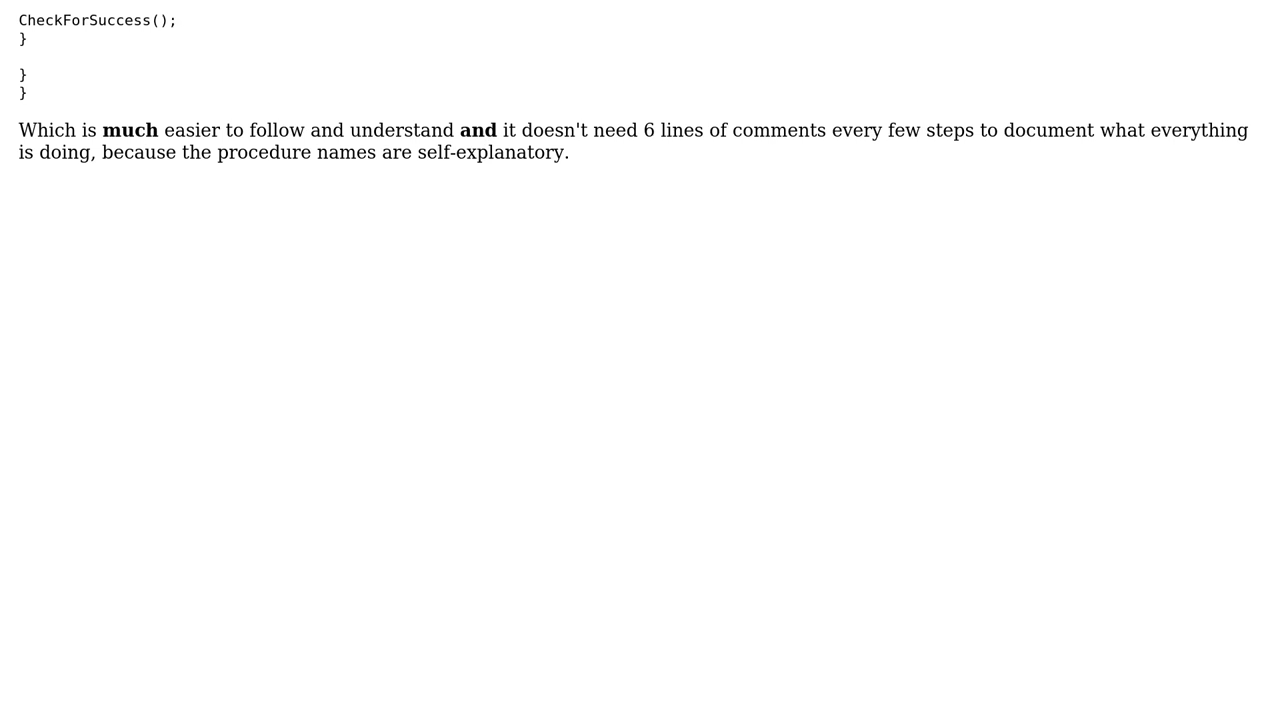 CheckForSuccess();
}
}
}
Which is much easier to follow and understand and it doesn't need 6 lines of comments every few steps to document what everything
is doing, because the procedure names are self-explanatory.